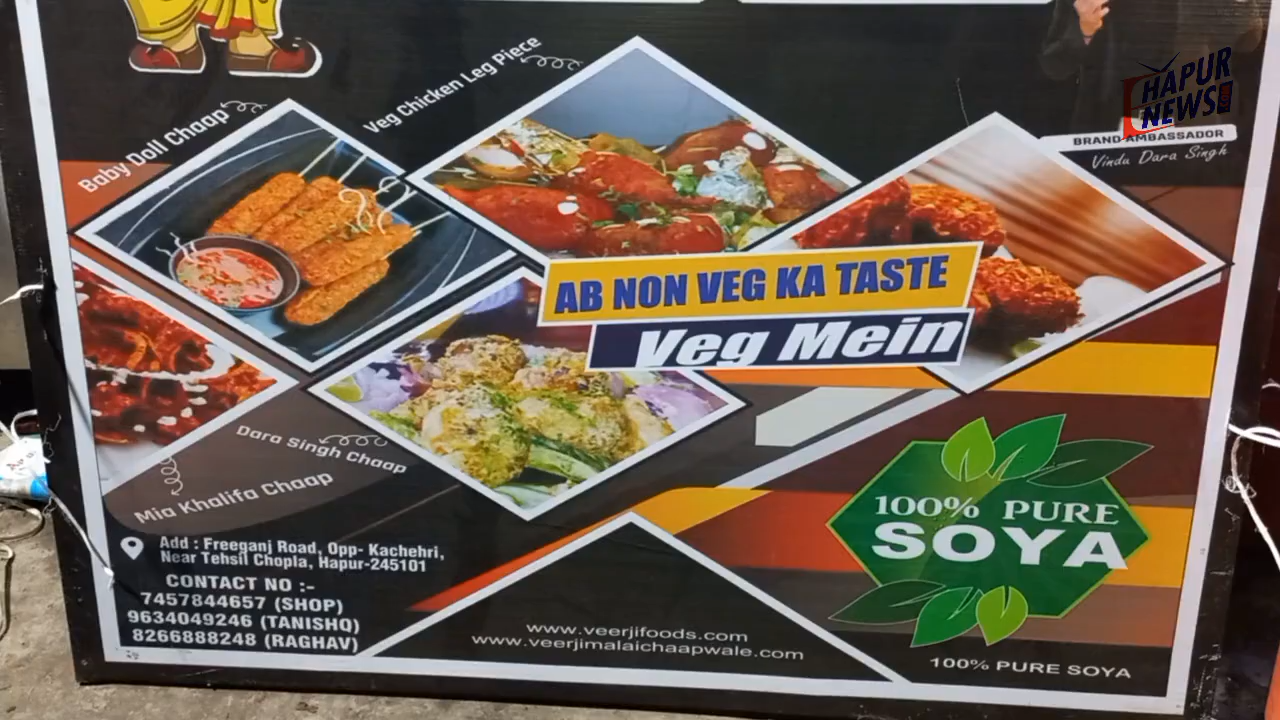 HAPUR
NEWS
.COM
BRAND AMBASSADOR
Vindu Dara Singh
Veg Chicken Leg Piece
Baby Doll Chaap
AB NON VEG KA TASTE
Veg Mein
Dara Singh Chaap
Mia Khalifa Chaap
Add : Freeganj Road, Opp- Kachehri,
Near Tehsil Chopla, Hapur-245101
CONTACT NO :-
7457844657 (SHOP)
9634049246 (TANISHQ)
8266888248 (RAGHAV)
www.veerjifoods.com
www.veerjimalaichaapwale.com
100% PURE
SOYA
100% PURE SOYA